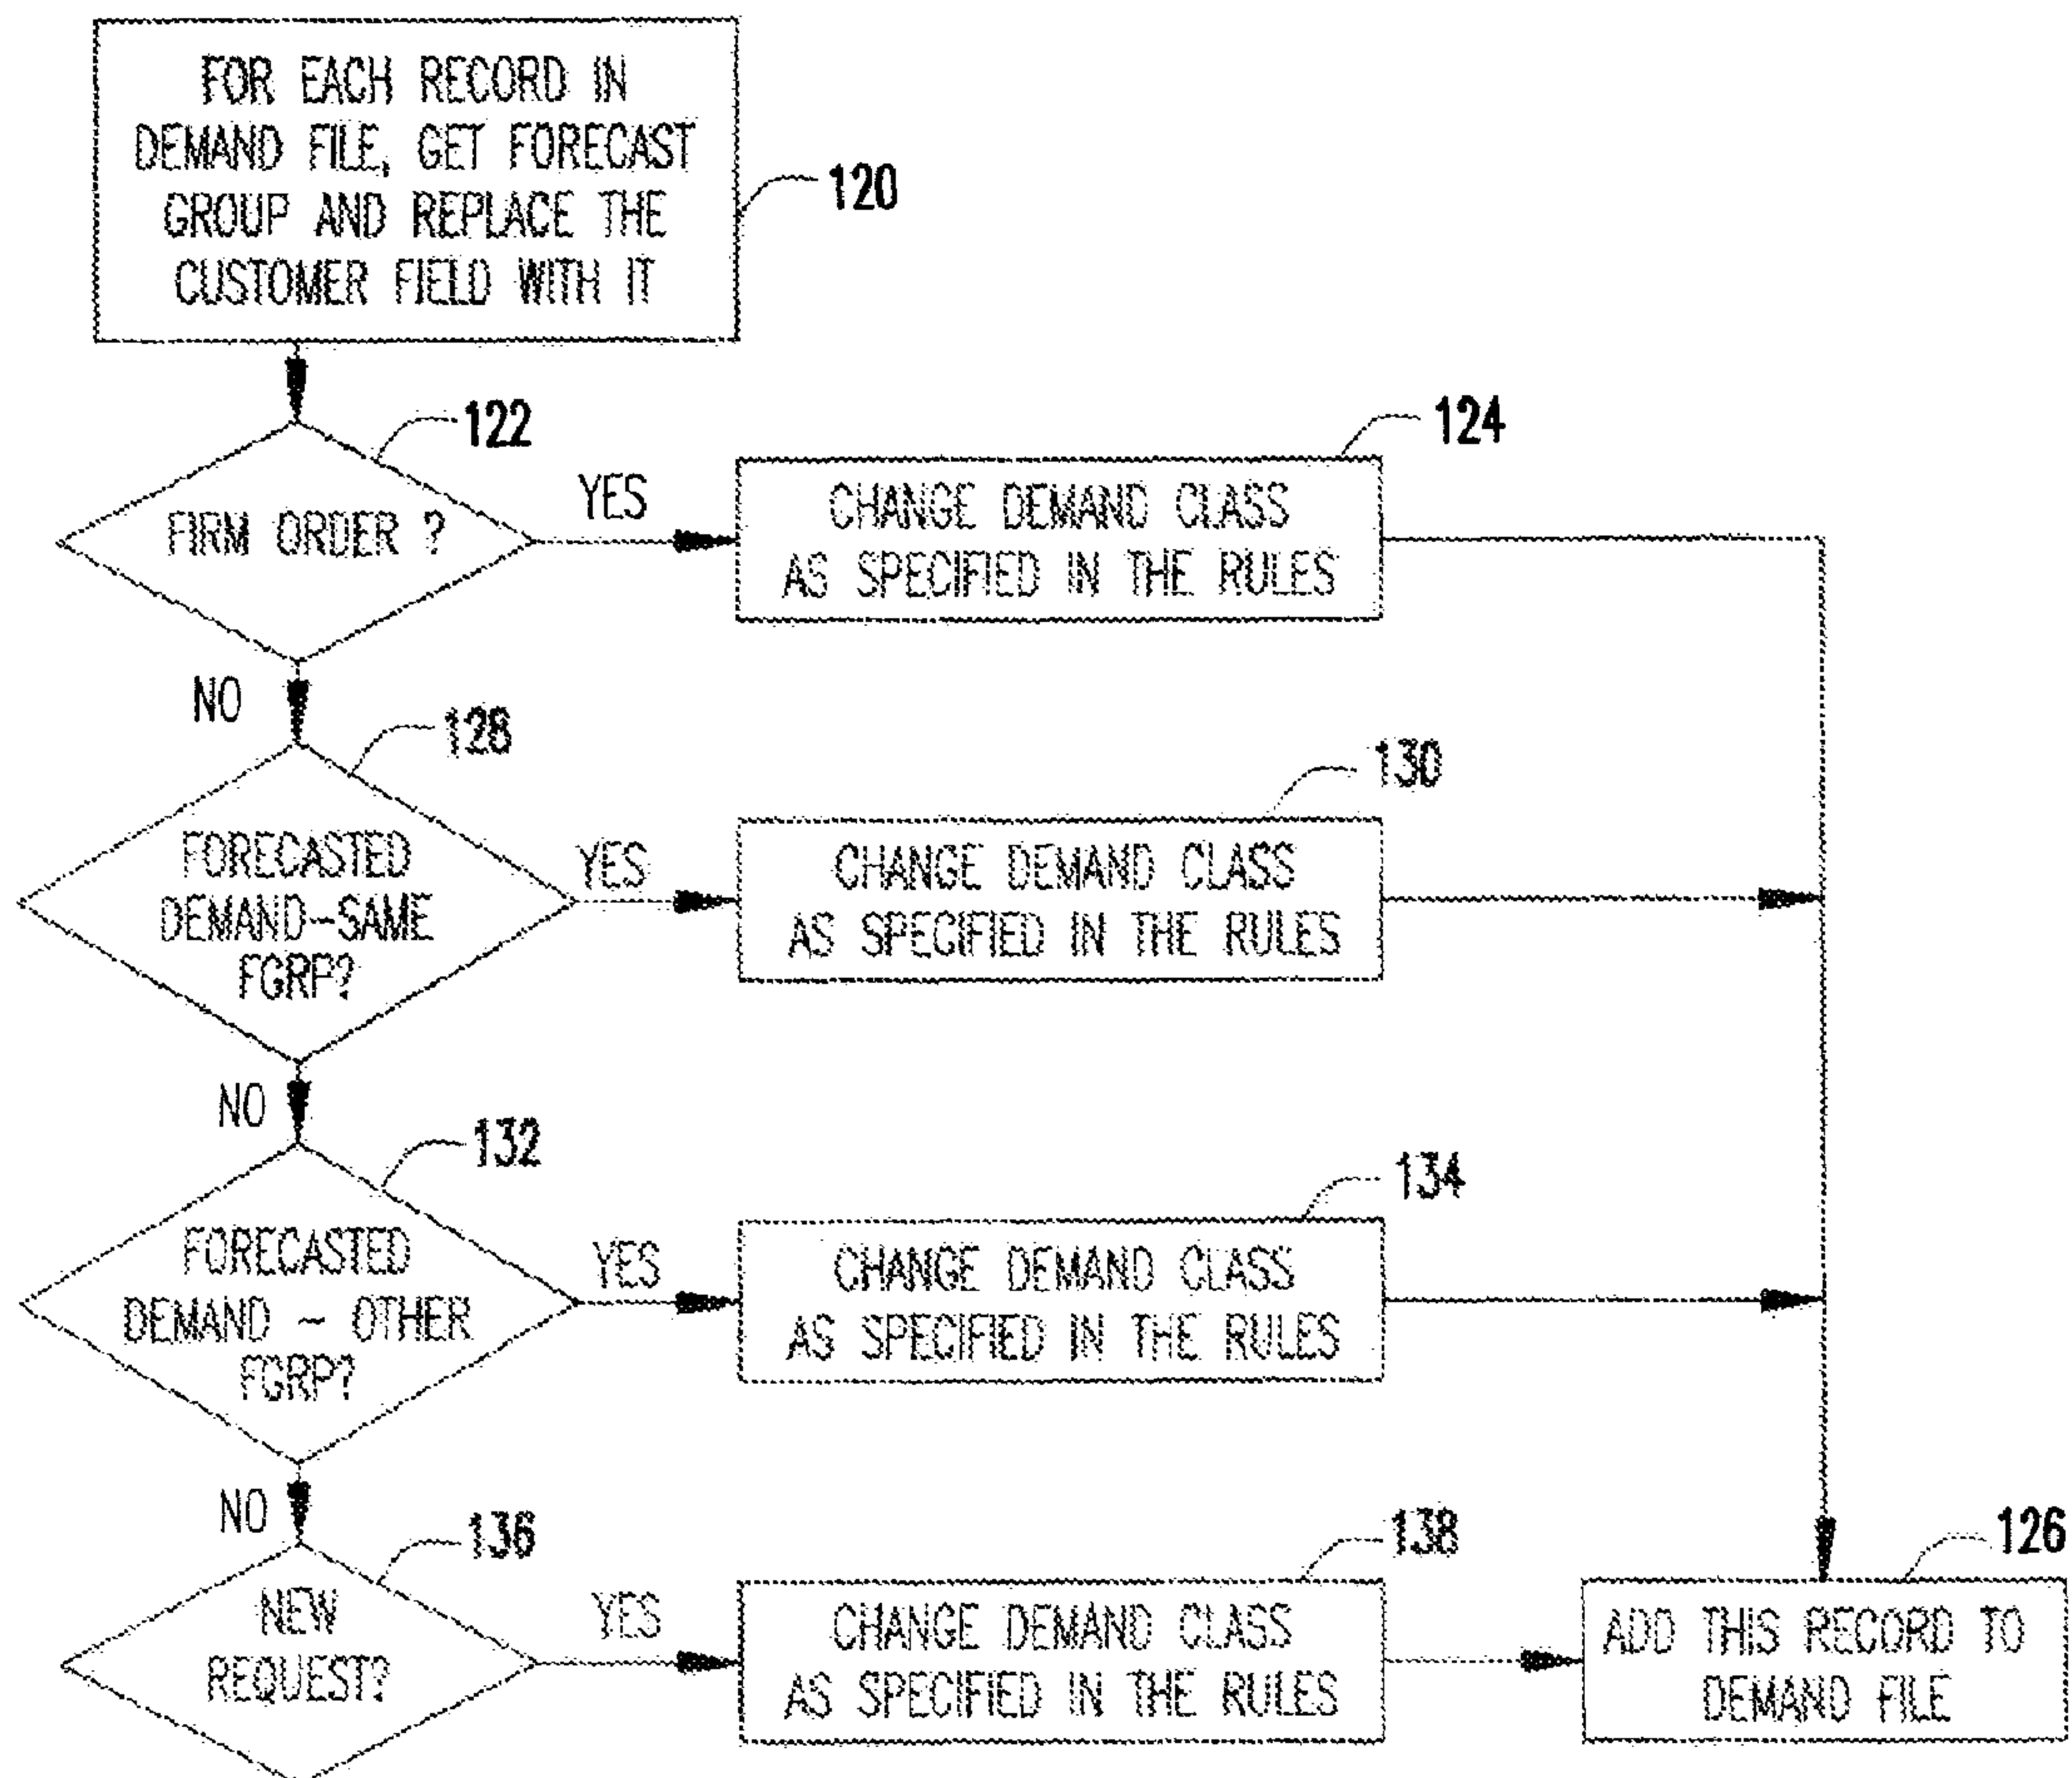 FOR EACH RECORD IN
DEMAND FILE, GET FORECAST
GROUP AND REPLACE THE
CUSTOMER FIELD WITH IT
120
122
FIRM ORDER ?
YES
124
CHANGE DEMAND CLASS
AS SPECIFIED IN THE RULES
NO
128
FORECASTED
DEMAND-SAME
FGRP?
YES
130
CHANGE DEMAND CLASS
AS SPECIFIED IN THE RULES
NO
132
FORECASTED
DEMAND - OTHER
FGRP?
YES
134
CHANGE DEMAND CLASS
AS SPECIFIED IN THE RULES
NO
136
NEW
REQUEST?
YES
138
CHANGE DEMAND CLASS
AS SPECIFIED IN THE RULES
126
ADD THIS RECORD TO
DEMAND FILE